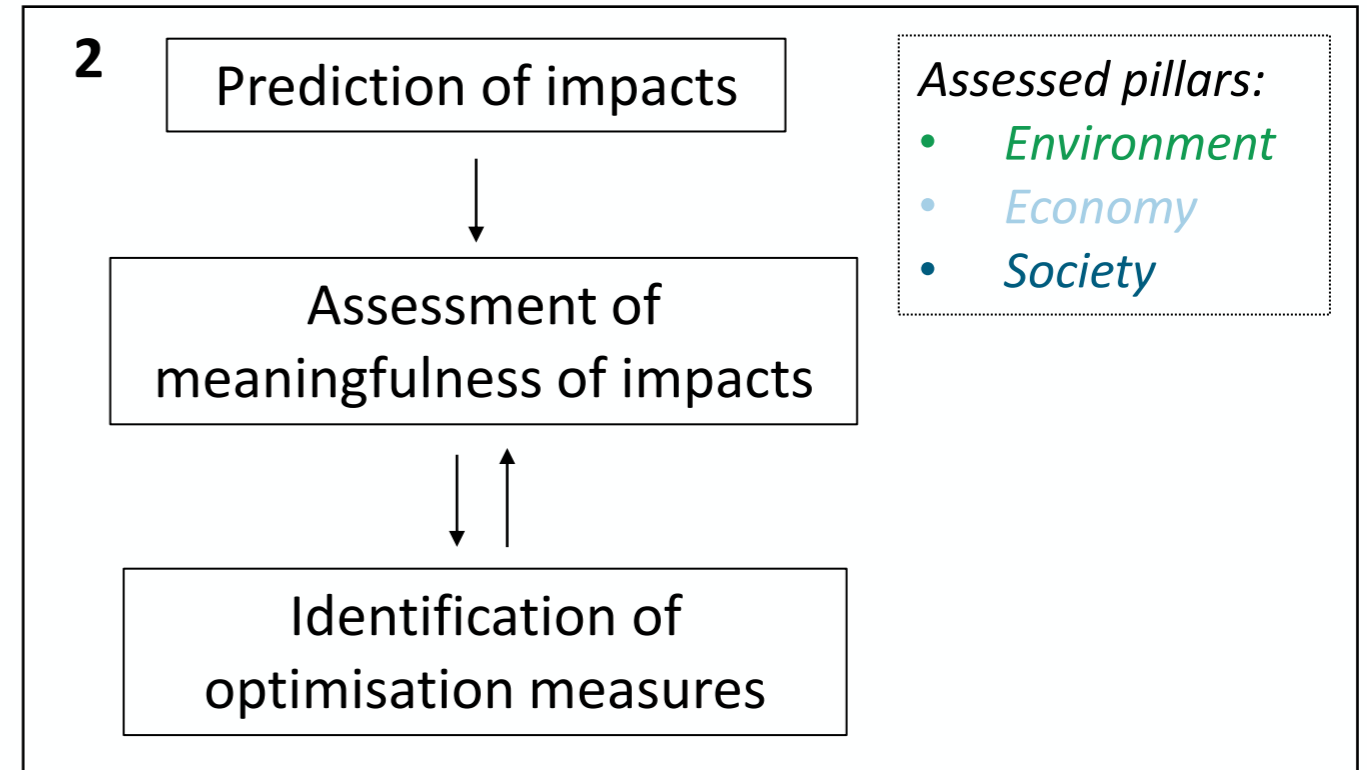 2
Prediction of impacts
Assessment of
meaningfulness of impacts
Identification of
optimisation measures
Assessed pillars:
• Environment
• Economy
• Society